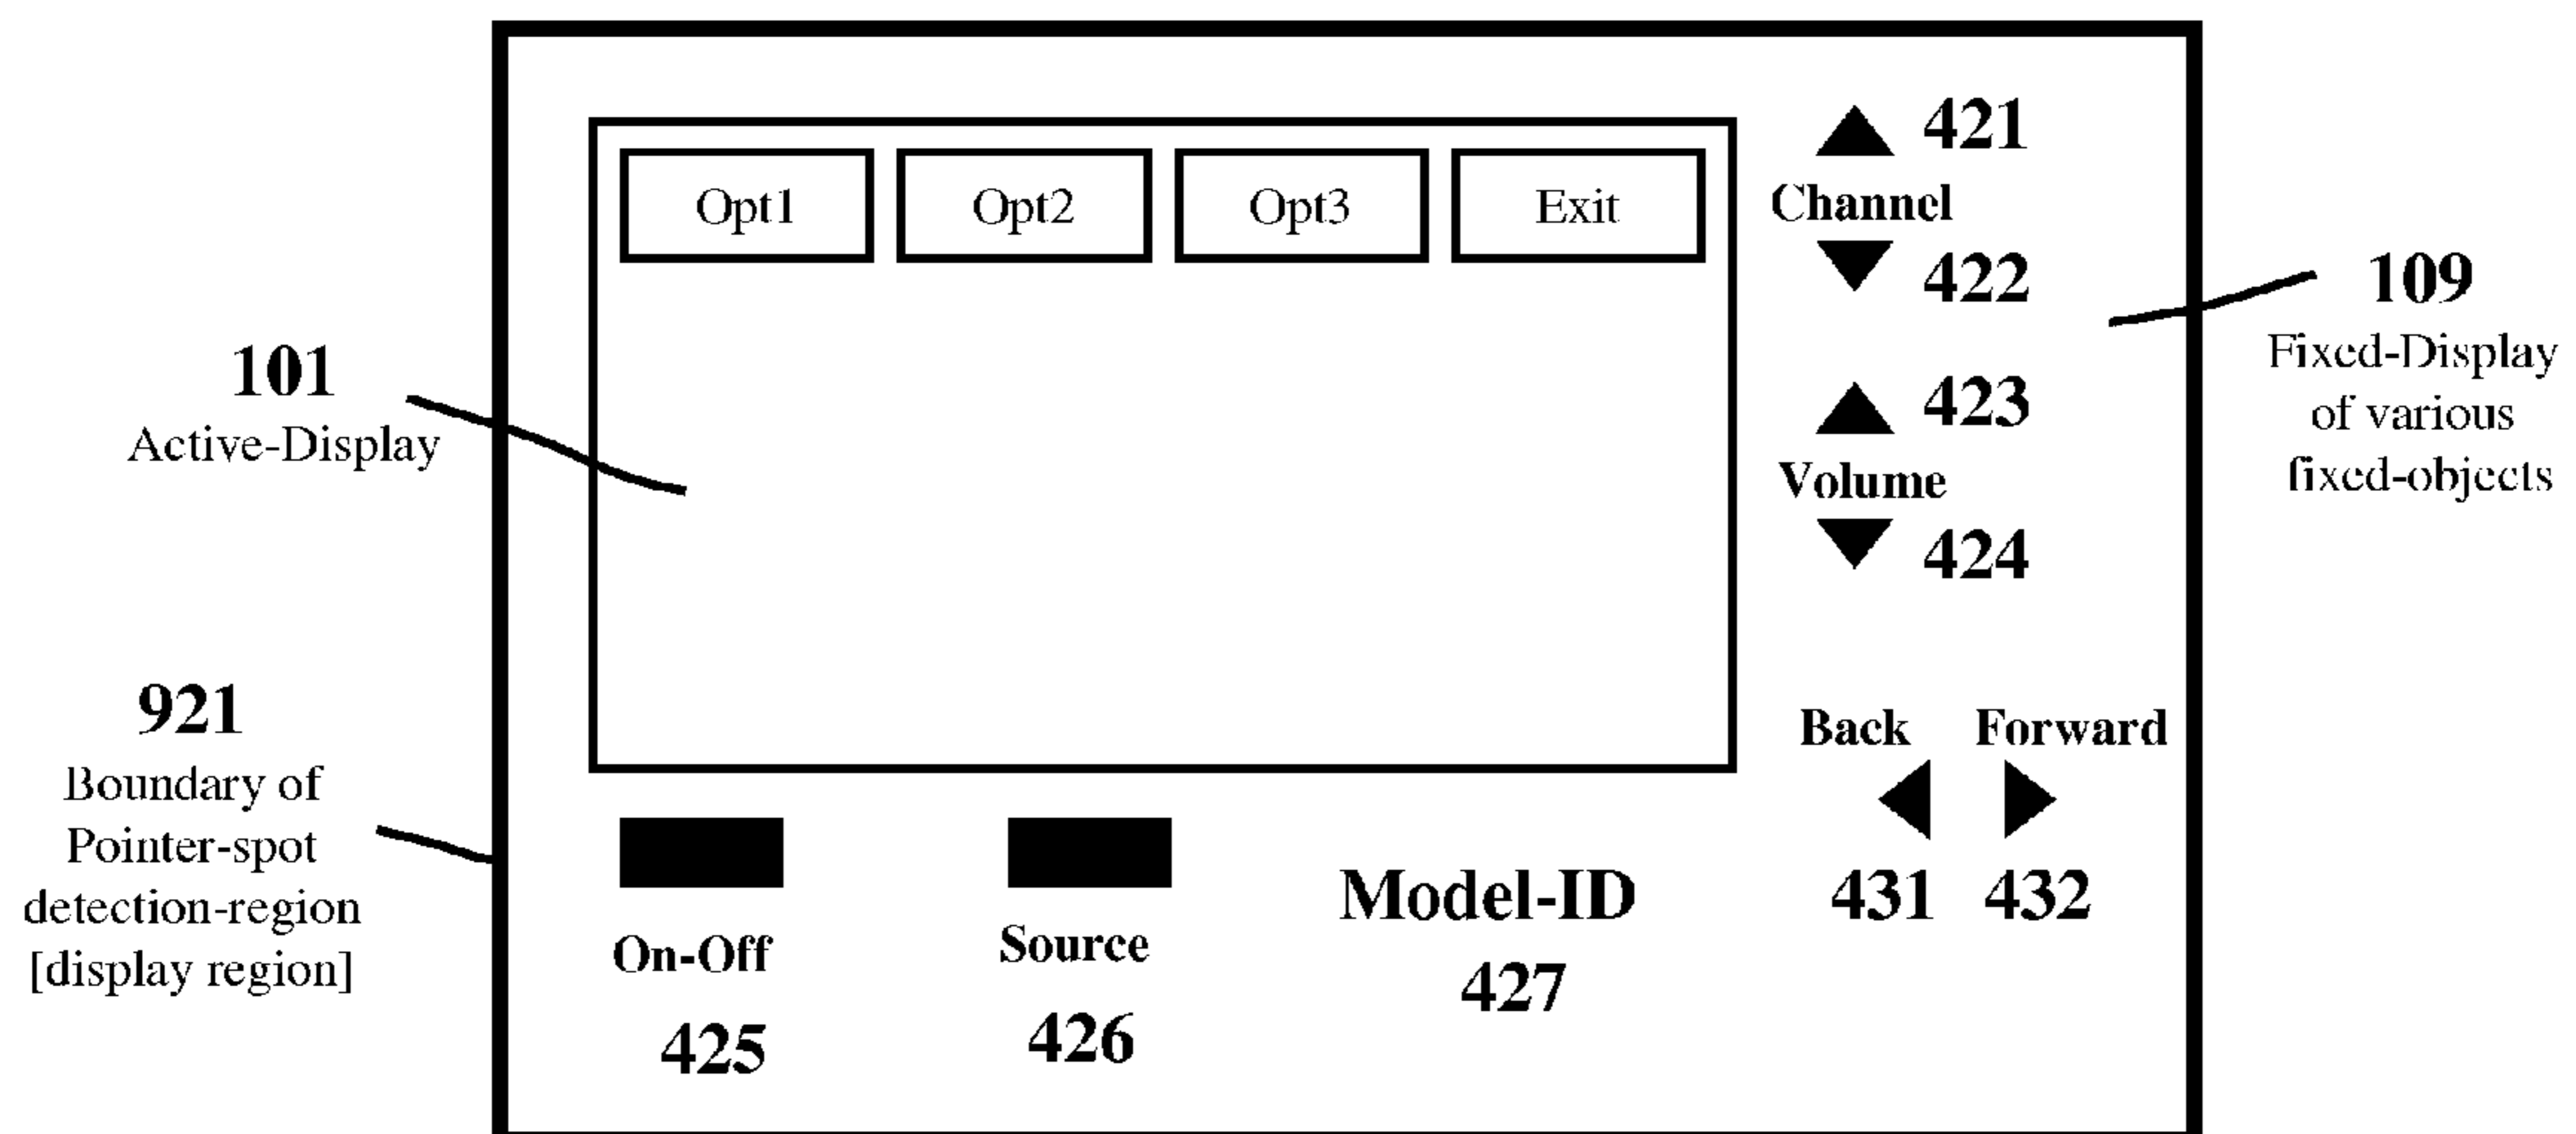 101
Active-Display
921
Boundary of
Pointer-spot
detection-region
[display region]
Opt1
Opt2
Opt3
Exit
421
Channel
422
423
Volume
424
Back
Forward
431
432
On-Off
425
Source
426
Model-ID
427
109
Fixed-Display
of various
fixed-objects